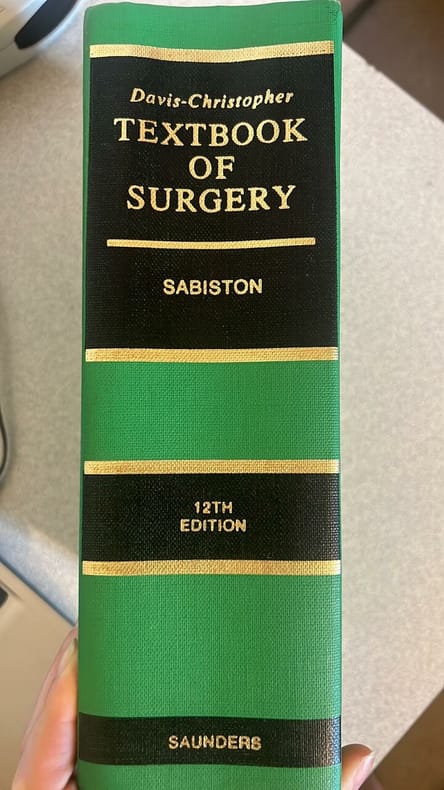 Davis-Christopher
TEXTBOOK
OF
SURGERY
SABISTON
12TH
EDITION
SAUNDERS